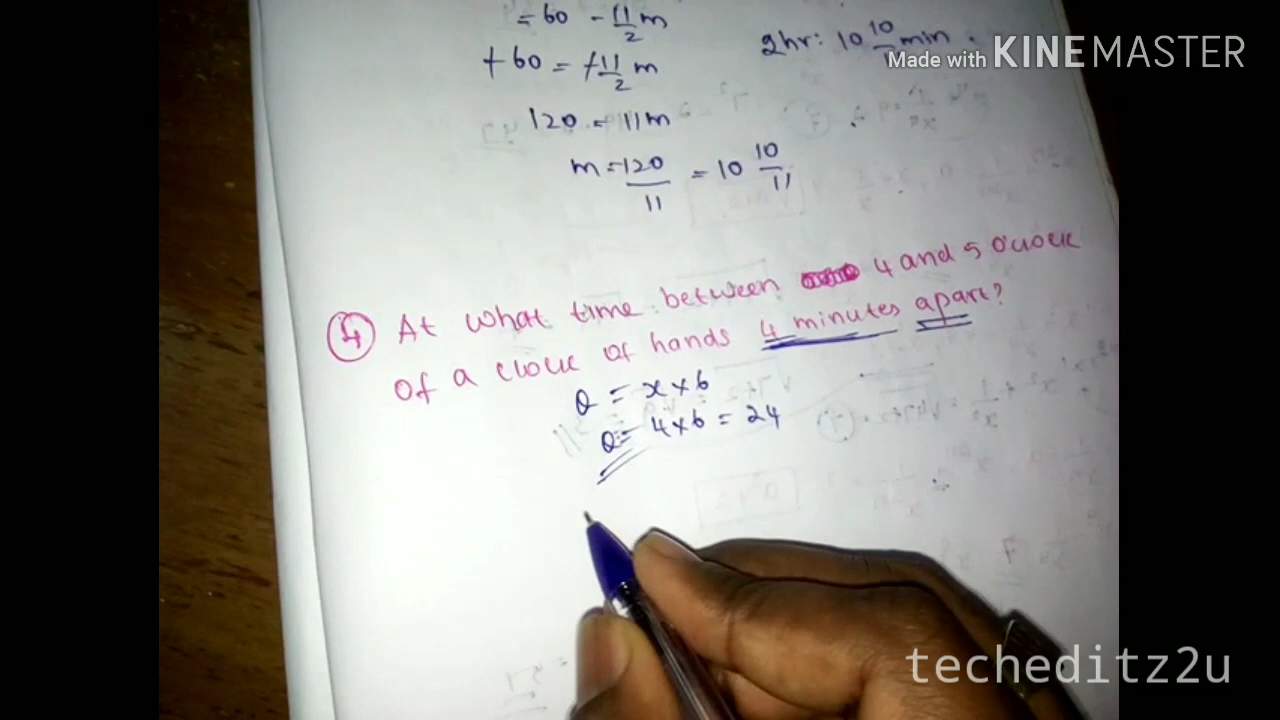 = 60 - 11/2 m
+60 = +11/2 m
2hr : 10 10/11 min .
Made with KINEMASTER
120 = 11m
m = 120/11 = 10 10/11
④ At what time between 4 and 5 O'clock
of a clock of hands 4 minutes apart?
θ = x × 6
θ = 4×6 = 24
techeditz2u